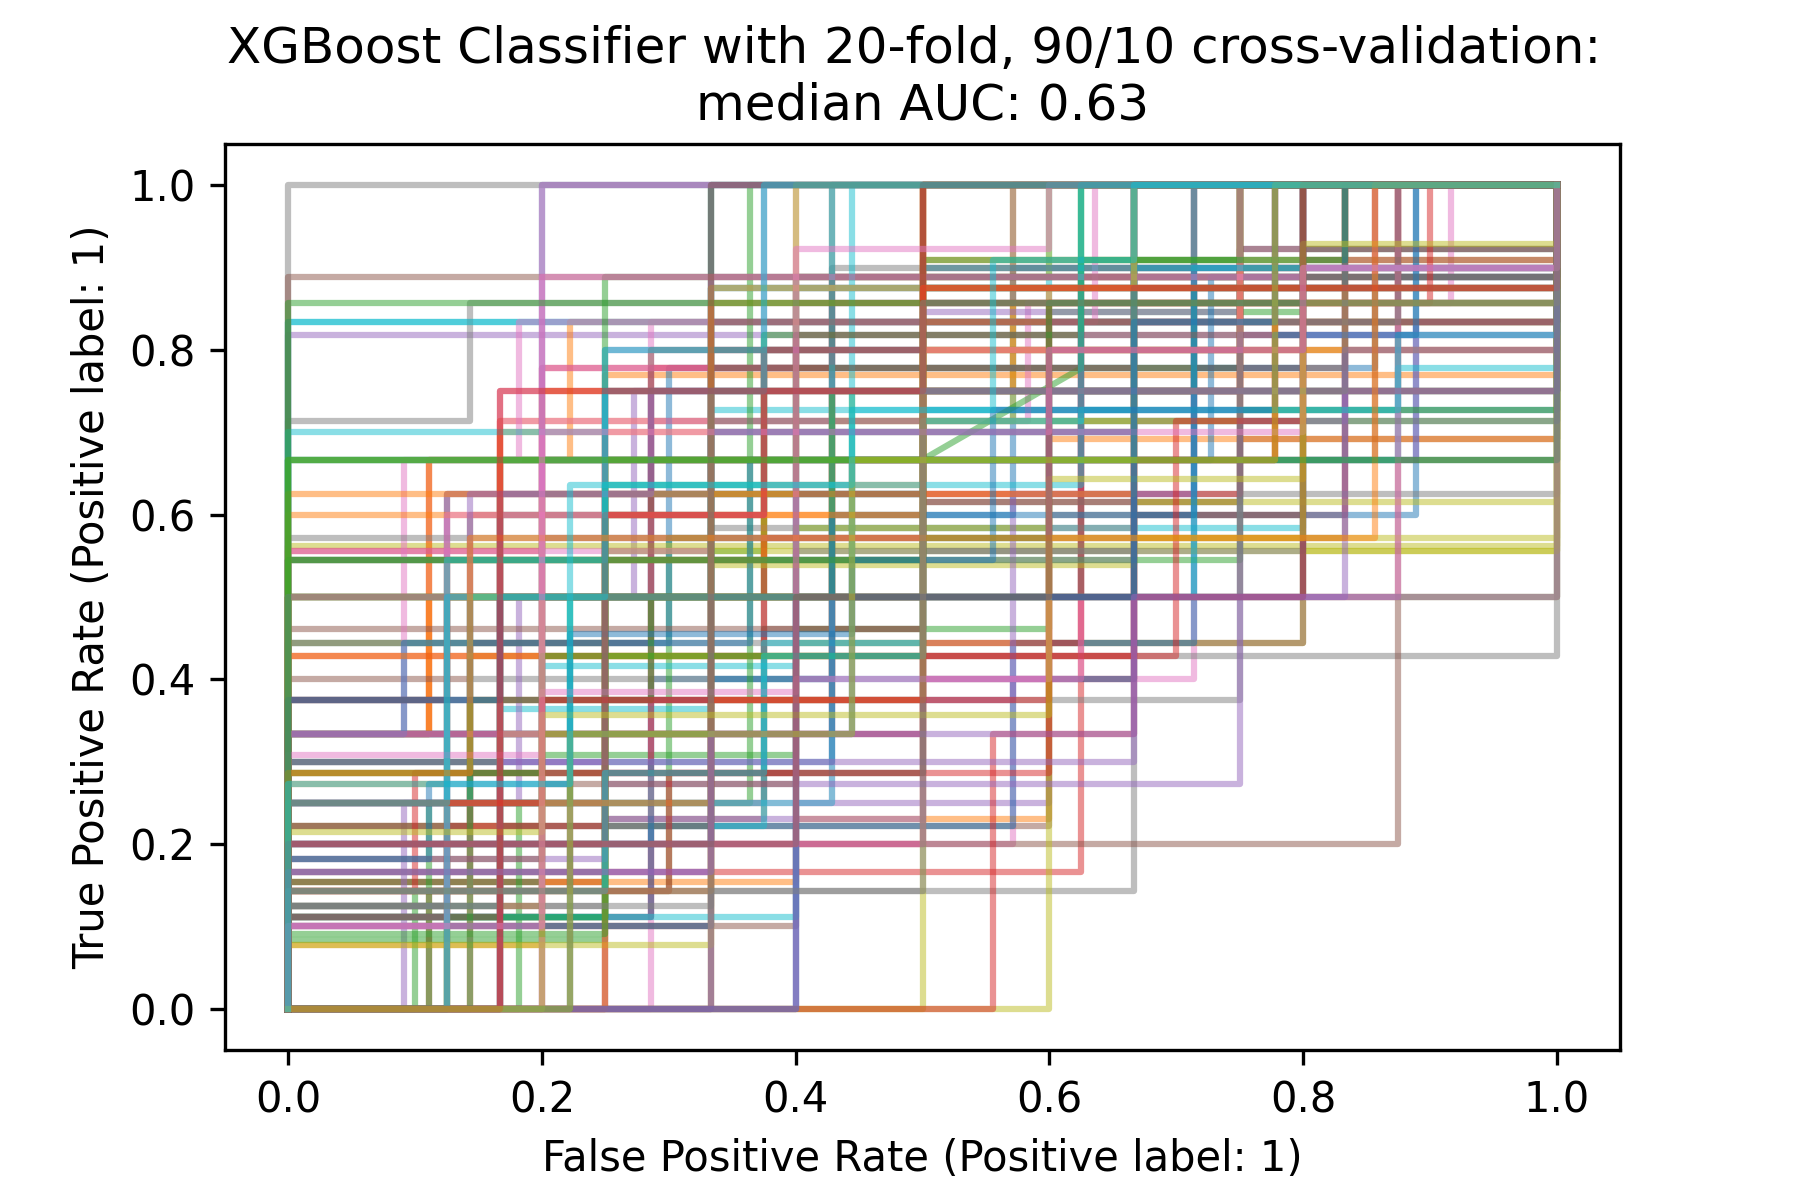 XGBoost Classifier with 20-fold, 90/10 cross-validation:
median AUC: 0.63
True Positive Rate (Positive label: 1)
1.0
0.8
0.6
0.4
0.2
0.0
0.0 0.2 0.4 0.6 0.8 1.0
False Positive Rate (Positive label: 1)